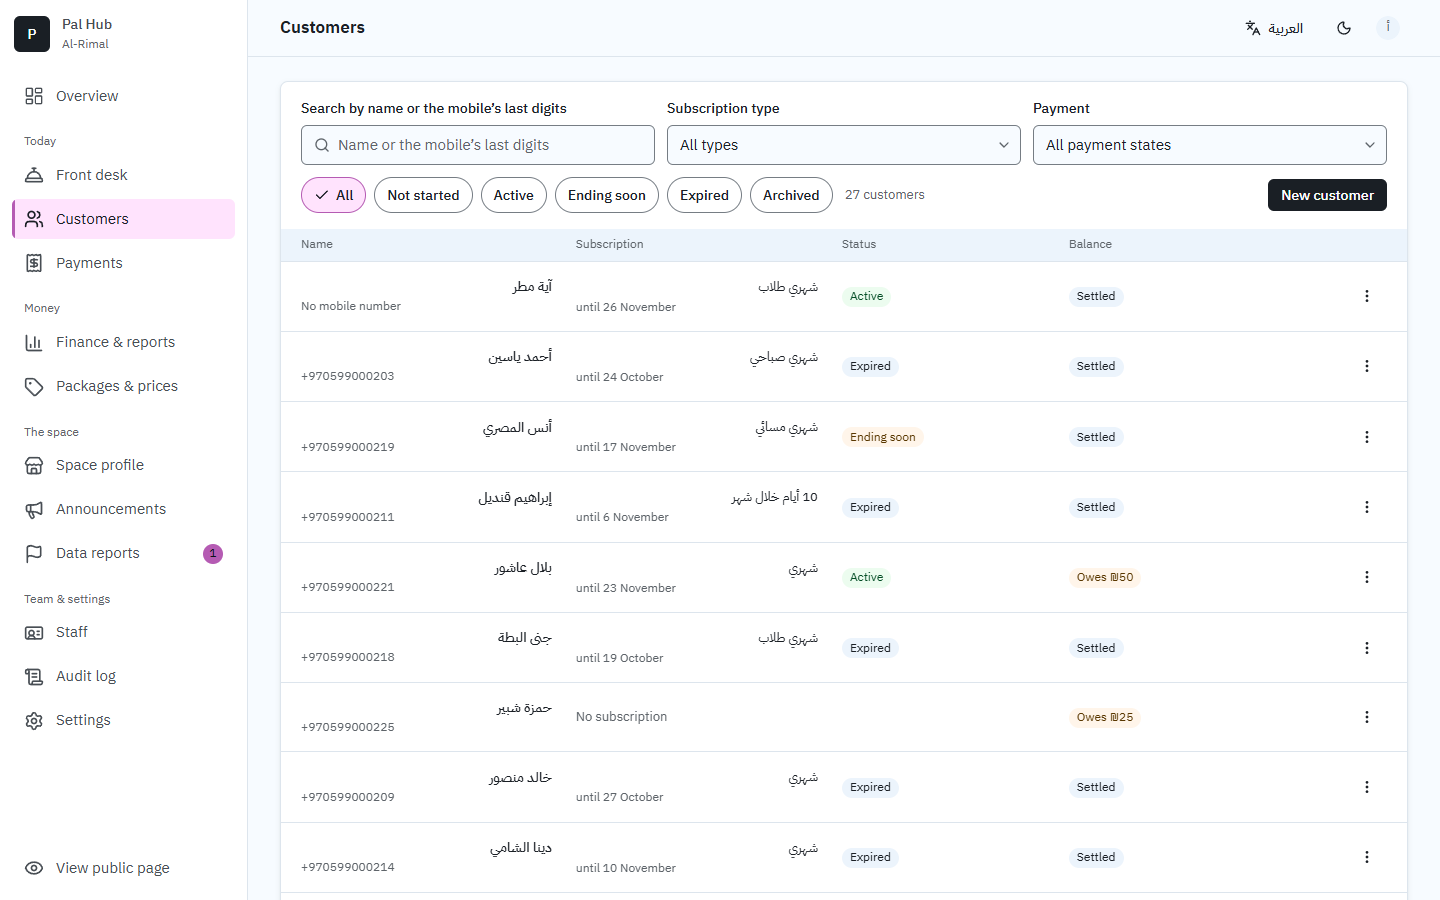 P
Pal Hub
Al-Rimal
Overview
Today
Front desk
Customers
Payments
Money
Finance & reports
Packages & prices
The space
Space profile
Announcements
Data reports
1
Team & settings
Staff
Audit log
Settings
View public page
Customers
العربية
أ
Search by name or the mobile’s last digits
Subscription type
Payment
Name or the mobile’s last digits
All types
All payment states
All
Not started
Active
Ending soon
Expired
Archived
27 customers
New customer
Name
Subscription
Status
Balance
آية مطر
No mobile number
شهري طلاب
until 26 November
Active
Settled
أحمد ياسين
+970599000203
شهري صباحي
until 24 October
Expired
Settled
أنس المصري
+970599000219
شهري مسائي
until 17 November
Ending soon
Settled
إبراهيم قنديل
+970599000211
10 أيام خلال شهر
until 6 November
Expired
Settled
بلال عاشور
+970599000221
شهري
until 23 November
Active
Owes ₪50
جنى البطة
+970599000218
شهري طلاب
until 19 October
Expired
Settled
حمزة شبير
+970599000225
No subscription
Owes ₪25
خالد منصور
+970599000209
شهري
until 27 October
Expired
Settled
دينا الشامي
+970599000214
شهري
until 10 November
Expired
Settled